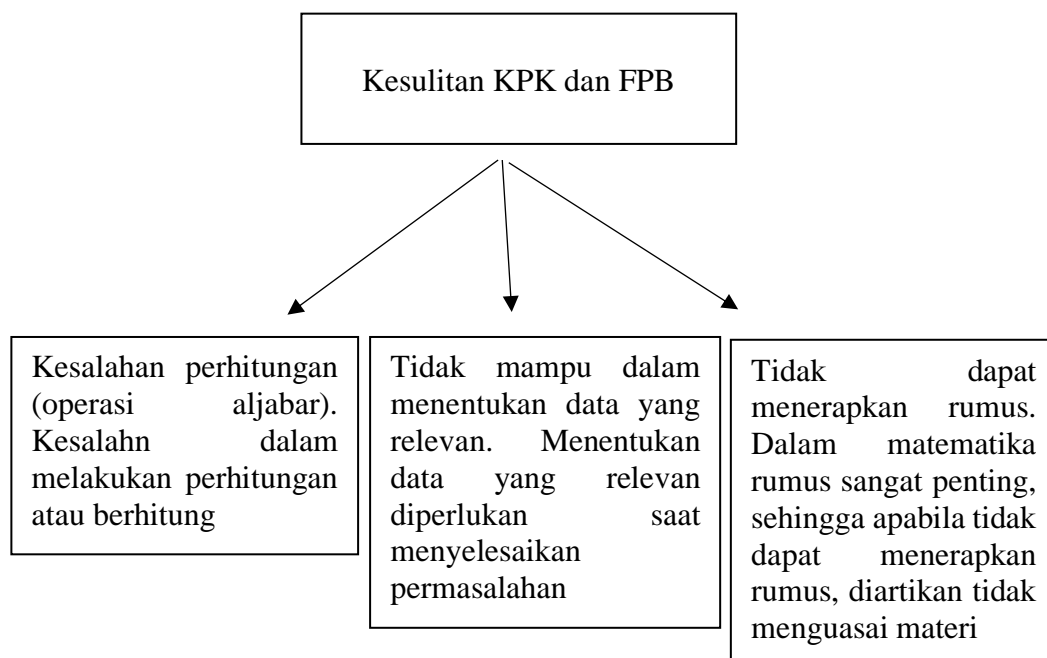 Kesulitan KPK dan FPB
Kesalahan perhitungan
(operasi aljabar).
Kesalahn dalam
melakukan perhitungan
atau berhitung
Tidak mampu dalam
menentukan data yang
relevan. Menentukan
data yang relevan
diperlukan saat
menyelesaikan
permasalahan
Tidak dapat
menerapkan rumus.
Dalam matematika
rumus sangat penting,
sehingga apabila tidak
dapat menerapkan
rumus, diartikan tidak
menguasai materi